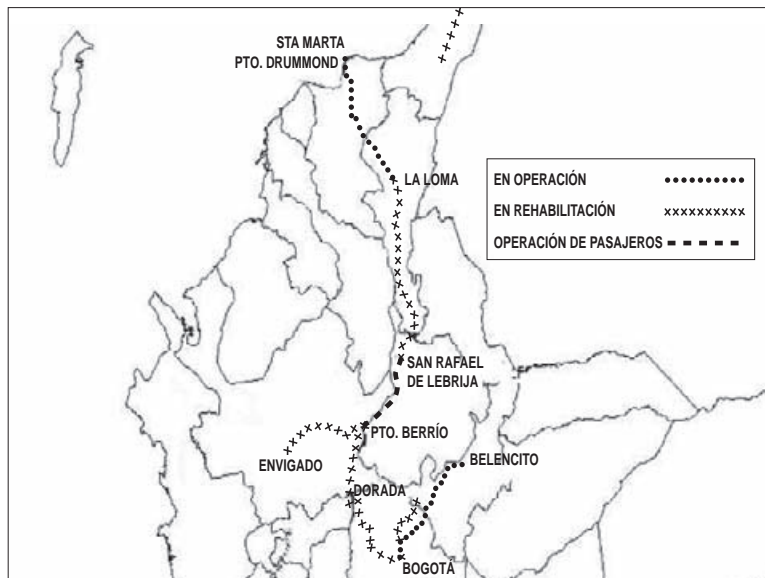 STA MARTA
PTO. DRUMMOND
LA LOMA
EN OPERACIÓN
EN REHABILITACIÓN
OPERACIÓN DE PASAJEROS
SAN RAFAEL
DE LEBRIJA
PTO. BERRÍO
ENVIGADO
BELENCITO
DORADA
BOGOTÁ